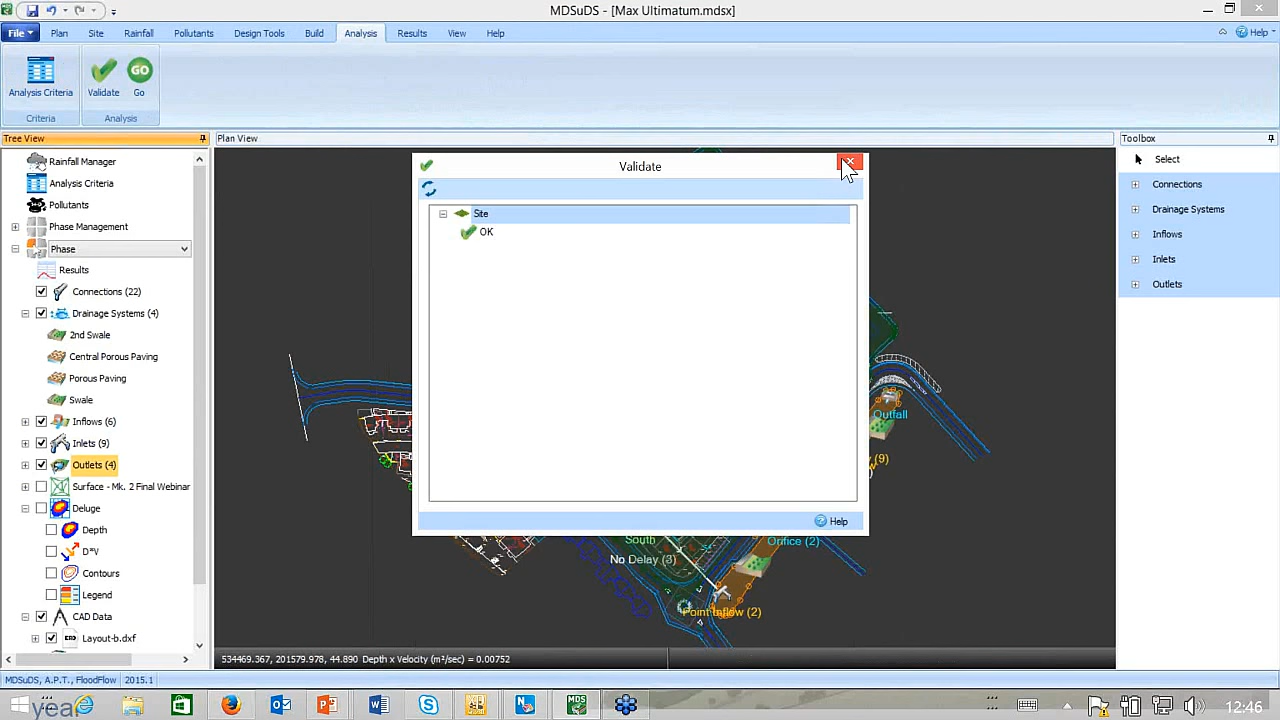 MDSuDS - [Max Ultimatum.mdsx]
File Plan Site Rainfall Pollutants Design Tools Build Analysis Results View Help
Help
Analysis Criteria Validate GO Go
Criteria Analysis
Tree View
Plan View
Toolbox
Rainfall Manager
Analysis Criteria
Pollutants
Phase Management
Phase
Results
Connections (22)
Drainage Systems (4)
2nd Swale
Central Porous Paving
Porous Paving
Swale
Inflows (6)
Inlets (9)
Outlets (4)
Surface - Mk. 2 Final Webinar
Deluge
Depth
D*V
Contours
Legend
CAD Data
Layout-b.dxf
Validate
Site
OK
Help
Outfall
(9)
South
Orifice (2)
No Delay (3)
Point Inflow (2)
Select
Connections
Drainage Systems
Inflows
Inlets
Outlets
534469.367, 201579.978, 44.890 Depth x Velocity (m²/sec) = 0.00752
MDSuDS, A.P.T., FloodFlow 2015.1
year
MDS
12:46